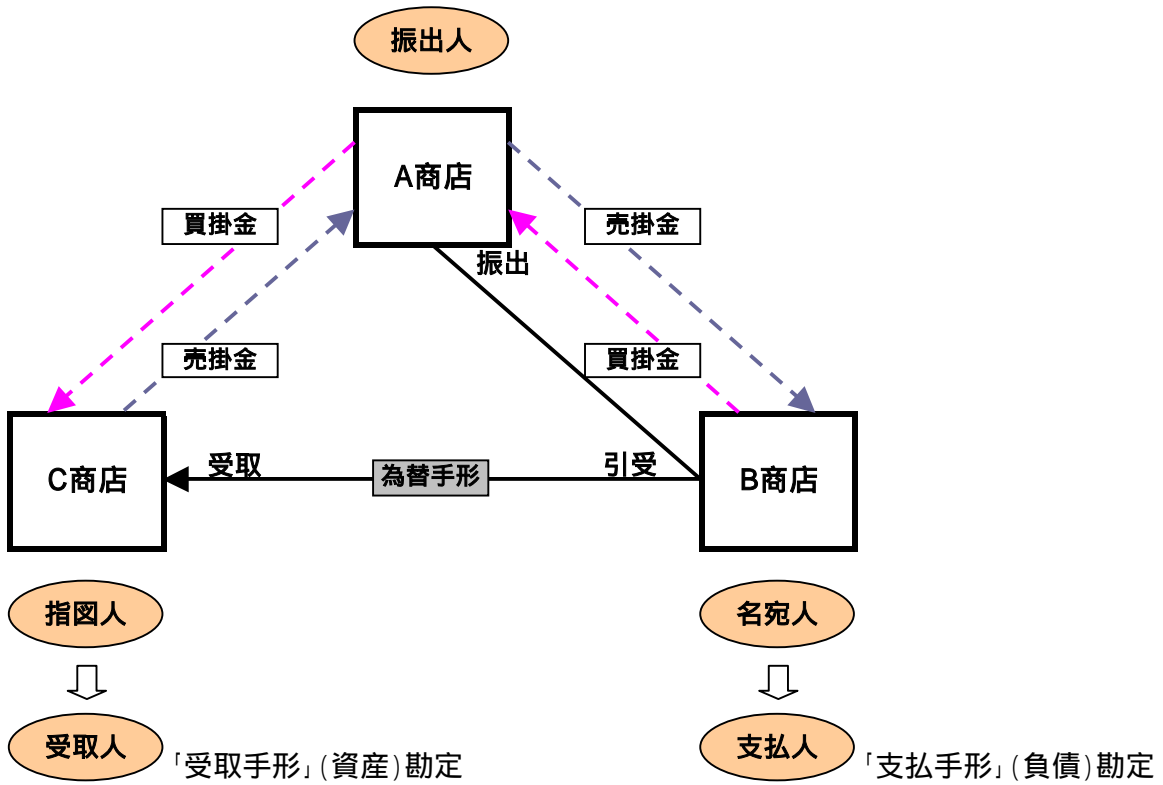 振出人
A商店
買掛金
売掛金
振出
売掛金
買掛金
C商店
受取
為替手形
引受
B商店
指図人
名宛人
受取人
「受取手形」(資産)勘定
支払人
「支払手形」(負債)勘定